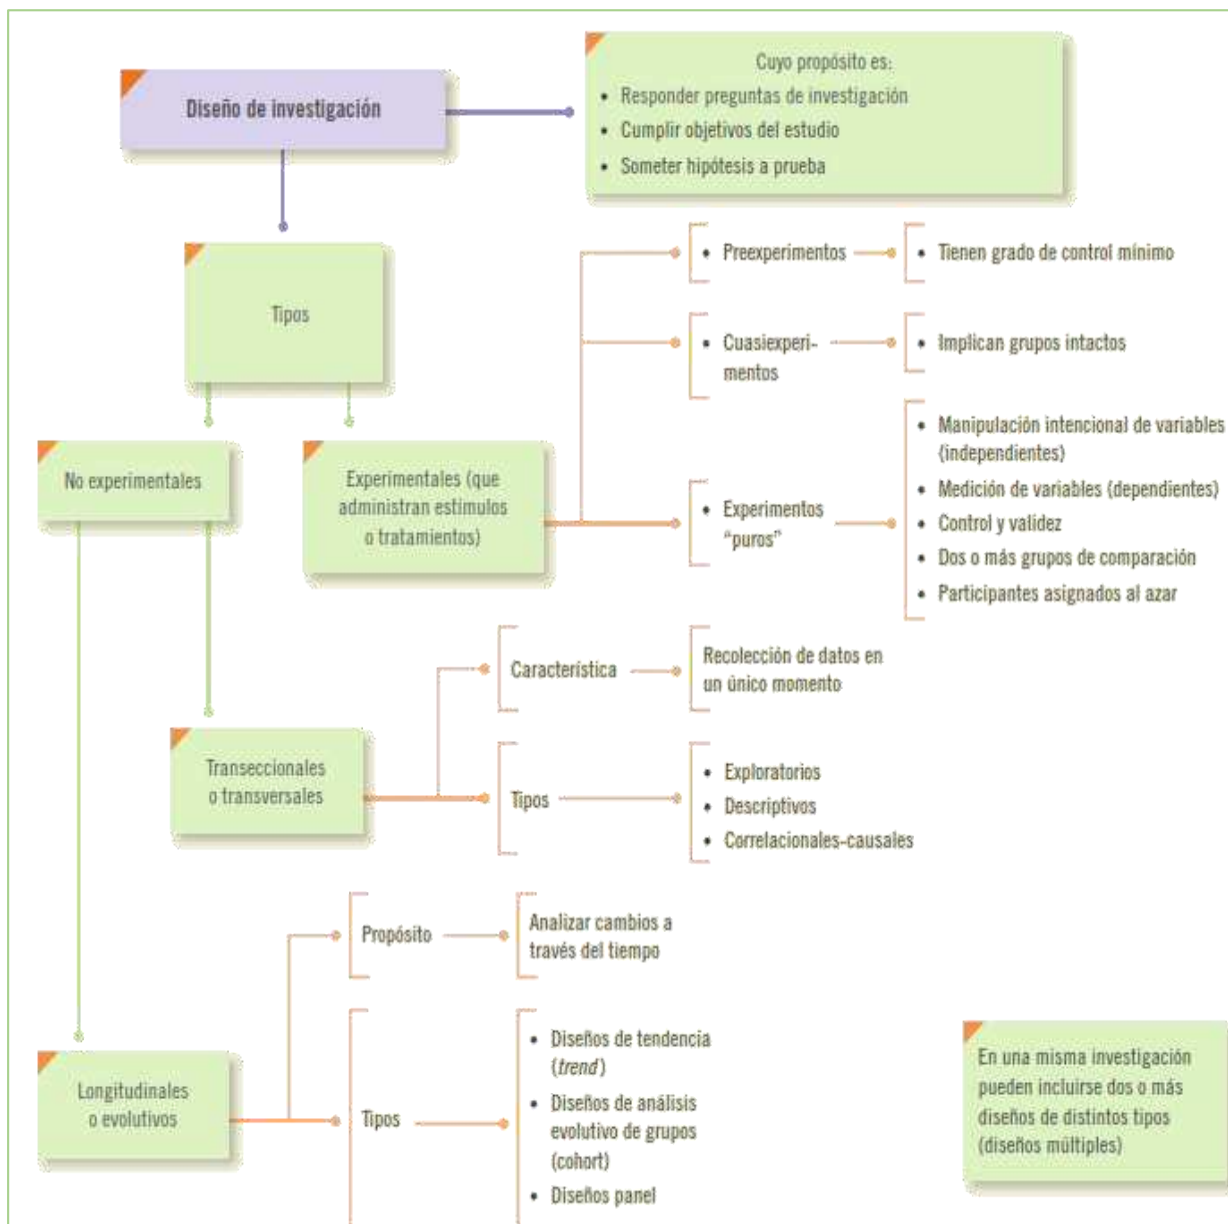 Diseño de investigación
Cuyo propósito es:
• Responder preguntas de investigación
• Cumplir objetivos del estudio
• Someter hipótesis a prueba
Tipos
No experimentales
Experimentales (que
administran estímulos
o tratamientos)
• Preexperimentos
• Tienen grado de control mínimo
• Cuasiexperi-
mentos
• Implican grupos intactos
• Experimentos
“puros”
• Manipulación intencional de variables
(independientes)
• Medición de variables (dependientes)
• Control y validez
• Dos o más grupos de comparación
• Participantes asignados al azar
Transeccionales
o transversales
Característica
Recolección de datos en
un único momento
Tipos
• Exploratorios
• Descriptivos
• Correlacionales-causales
Longitudinales
o evolutivos
Propósito
Analizar cambios a
través del tiempo
Tipos
• Diseños de tendencia
(trend)
• Diseños de análisis
evolutivo de grupos
(cohort)
• Diseños panel
En una misma investigación
pueden incluirse dos o más
diseños de distintos tipos
(diseños múltiples)